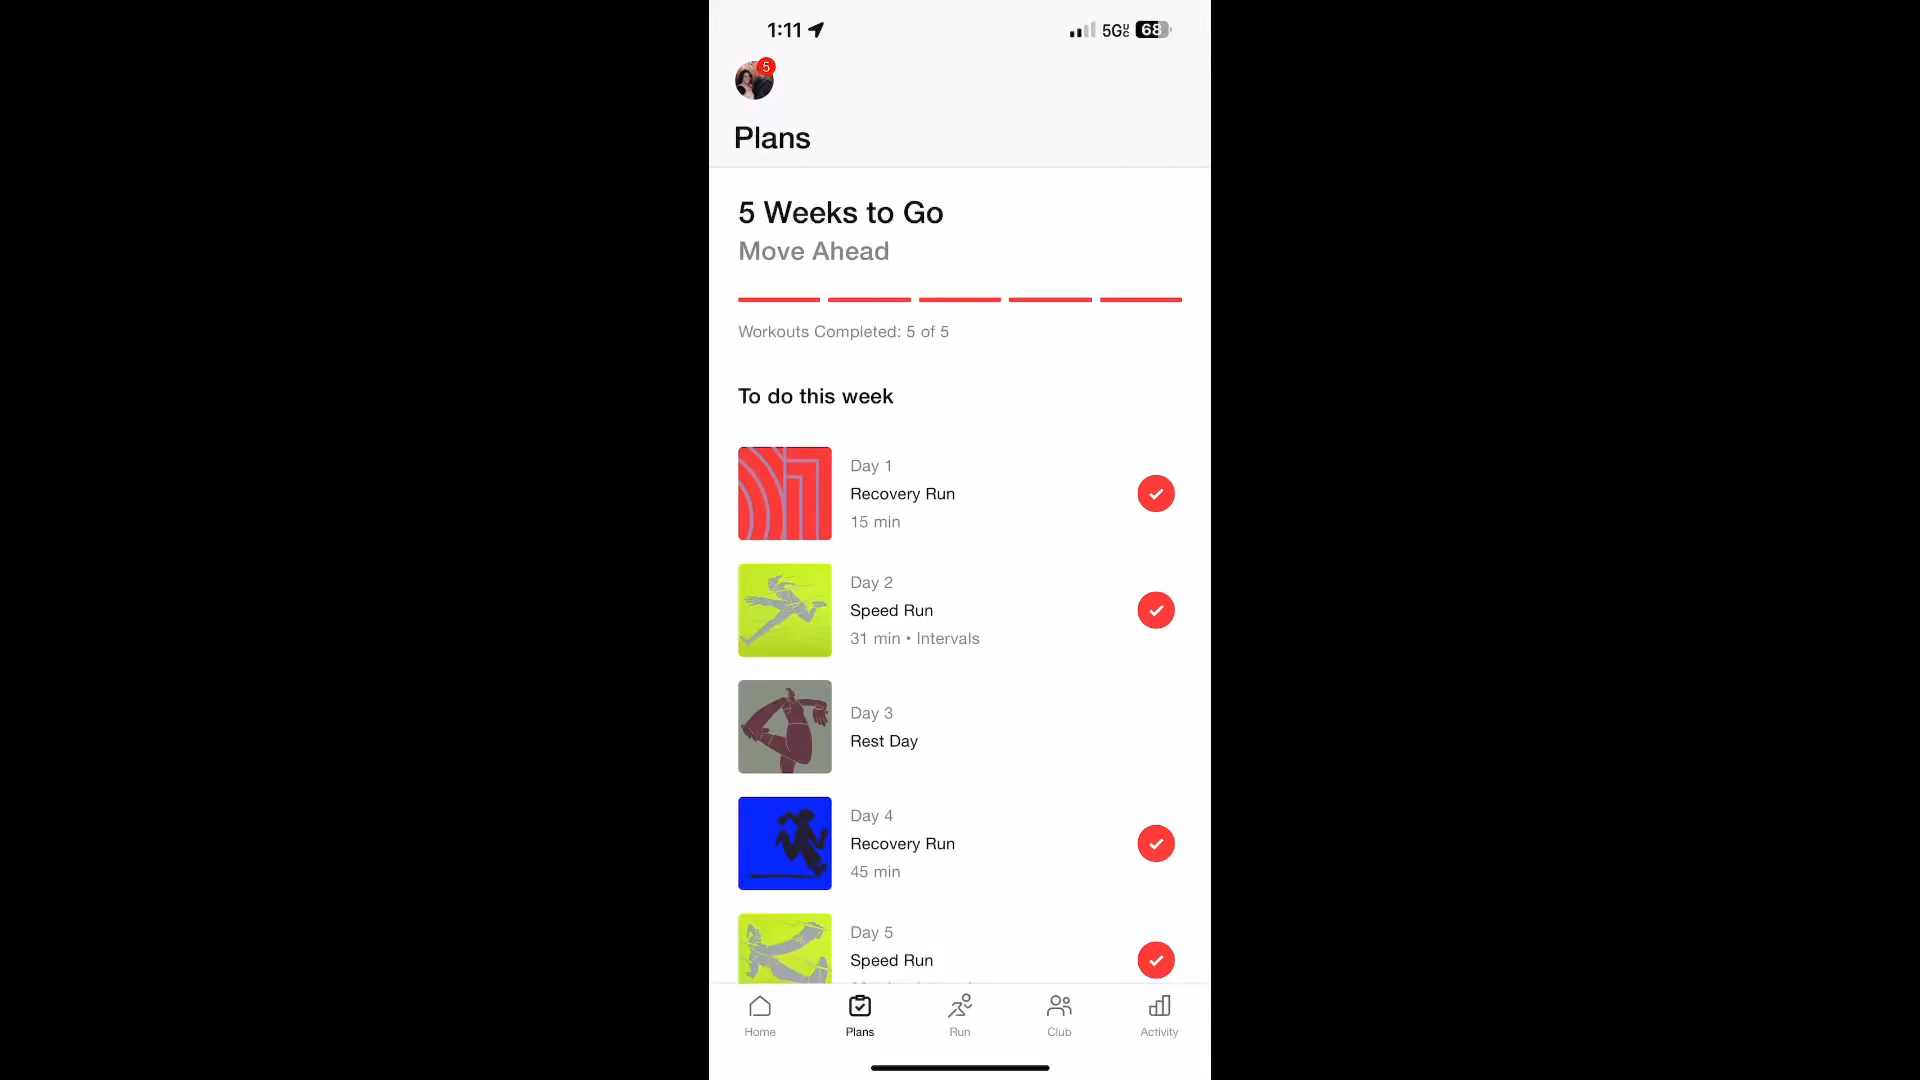 1:11
5G UC 68
5
Plans
5 Weeks to Go
Move Ahead
Workouts Completed: 5 of 5
To do this week
Day 1
Recovery Run
15 min
Day 2
Speed Run
31 min • Intervals
Day 3
Rest Day
Day 4
Recovery Run
45 min
Day 5
Speed Run
Home
Plans
Run
Club
Activity